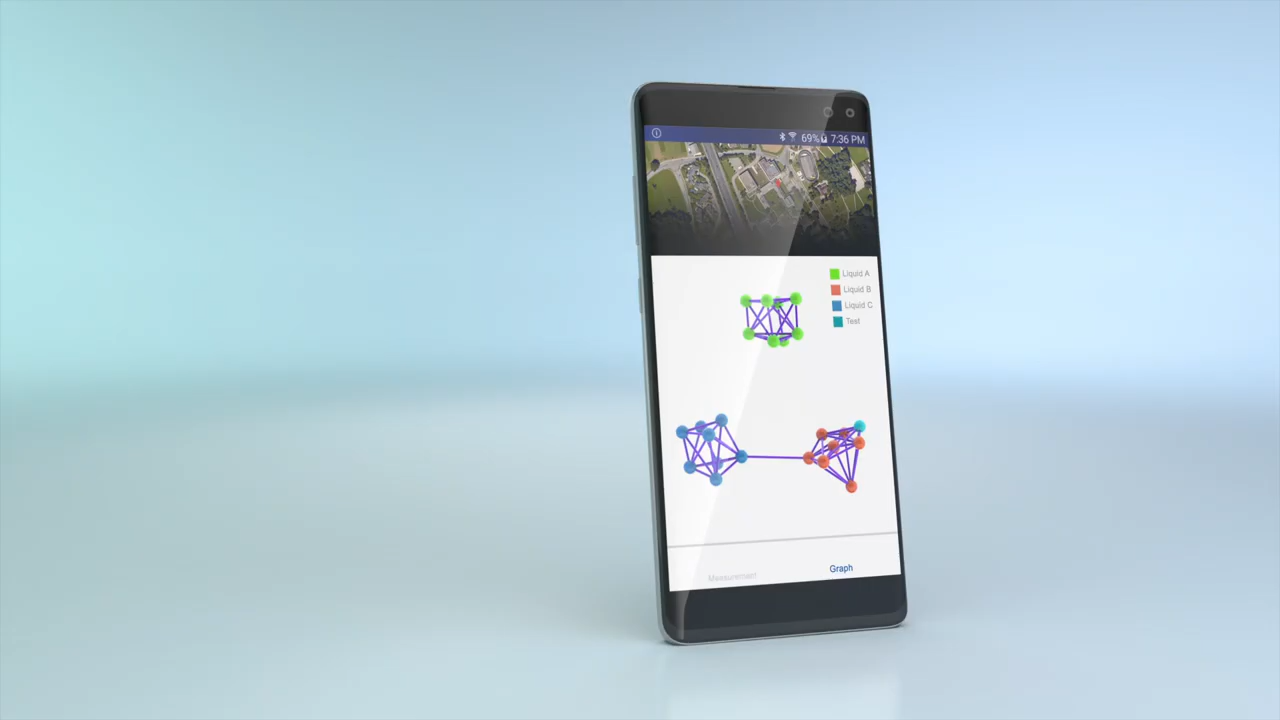 69% 7:36 PM
Liquid A
Liquid B
Liquid C
Test
Measurement
Graph